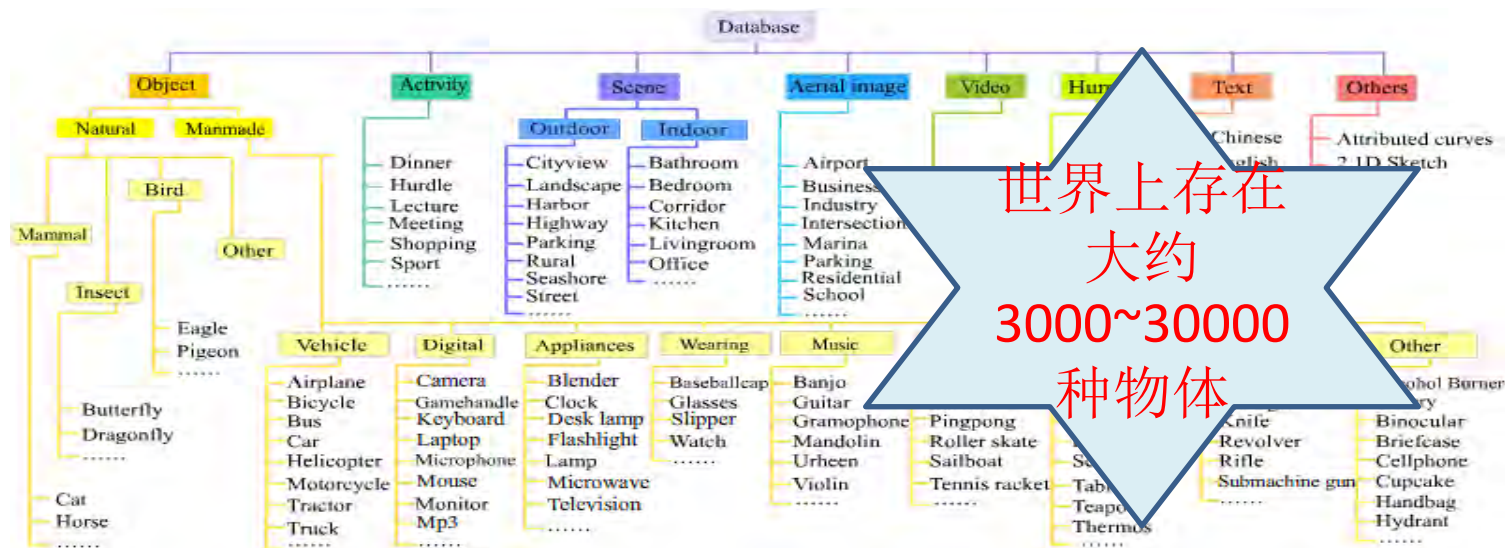 Database
Object
Activity
Scene
Aerial image
Video
Text
Others
Natural
Manmade
Outdoor
Indoor
Mammal
Bird
Insect
Other
Cat
Horse
......
Butterfly
Dragonfly
......
Eagle
Pigeon
......
Dinner
Hurdle
Lecture
Meeting
Shopping
Sport
......
Cityview
Landscape
Harbor
Highway
Parking
Rural
Seashore
Street
......
Bathroom
Bedroom
Corridor
Kitchen
Livingroom
Office
......
Airport
Business
Industry
Intersection
Marina
Parking
Residential
School
......
Chinese
English
Attributed curves
2.1D Sketch
世界上存在
大约
3000~30000
种物体
Vehicle
Airplane
Bicycle
Bus
Car
Helicopter
Motorcycle
Tractor
Truck
......
Digital
Camera
Gamehandle
Keyboard
Laptop
Microphone
Mouse
Monitor
Mp3
......
Appliances
Blender
Clock
Desk lamp
Flashlight
Lamp
Microwave
Television
......
Wearing
Baseballcap
Glasses
Slipper
Watch
......
Music
Banjo
Guitar
Gramophone
Mandolin
Urheen
Violin
......
Pingpong
Roller skate
Sailboat
Tennis racket
......
Thermos
......
Knife
Revolver
Rifle
Submachine gun
......
Other
Burner
Binocular
Briefcase
Cellphone
Cupcake
Handbag
Hydrant
......